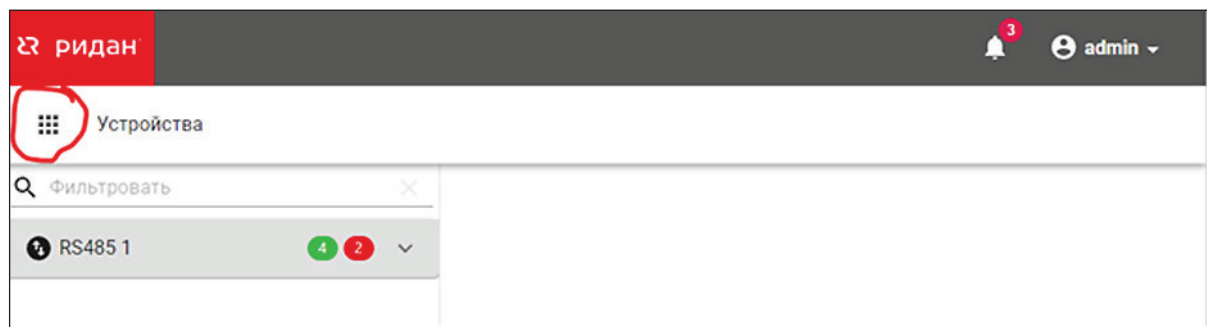 ридан
3
admin
Устройства
Фильтровать
RS485 1 4 2